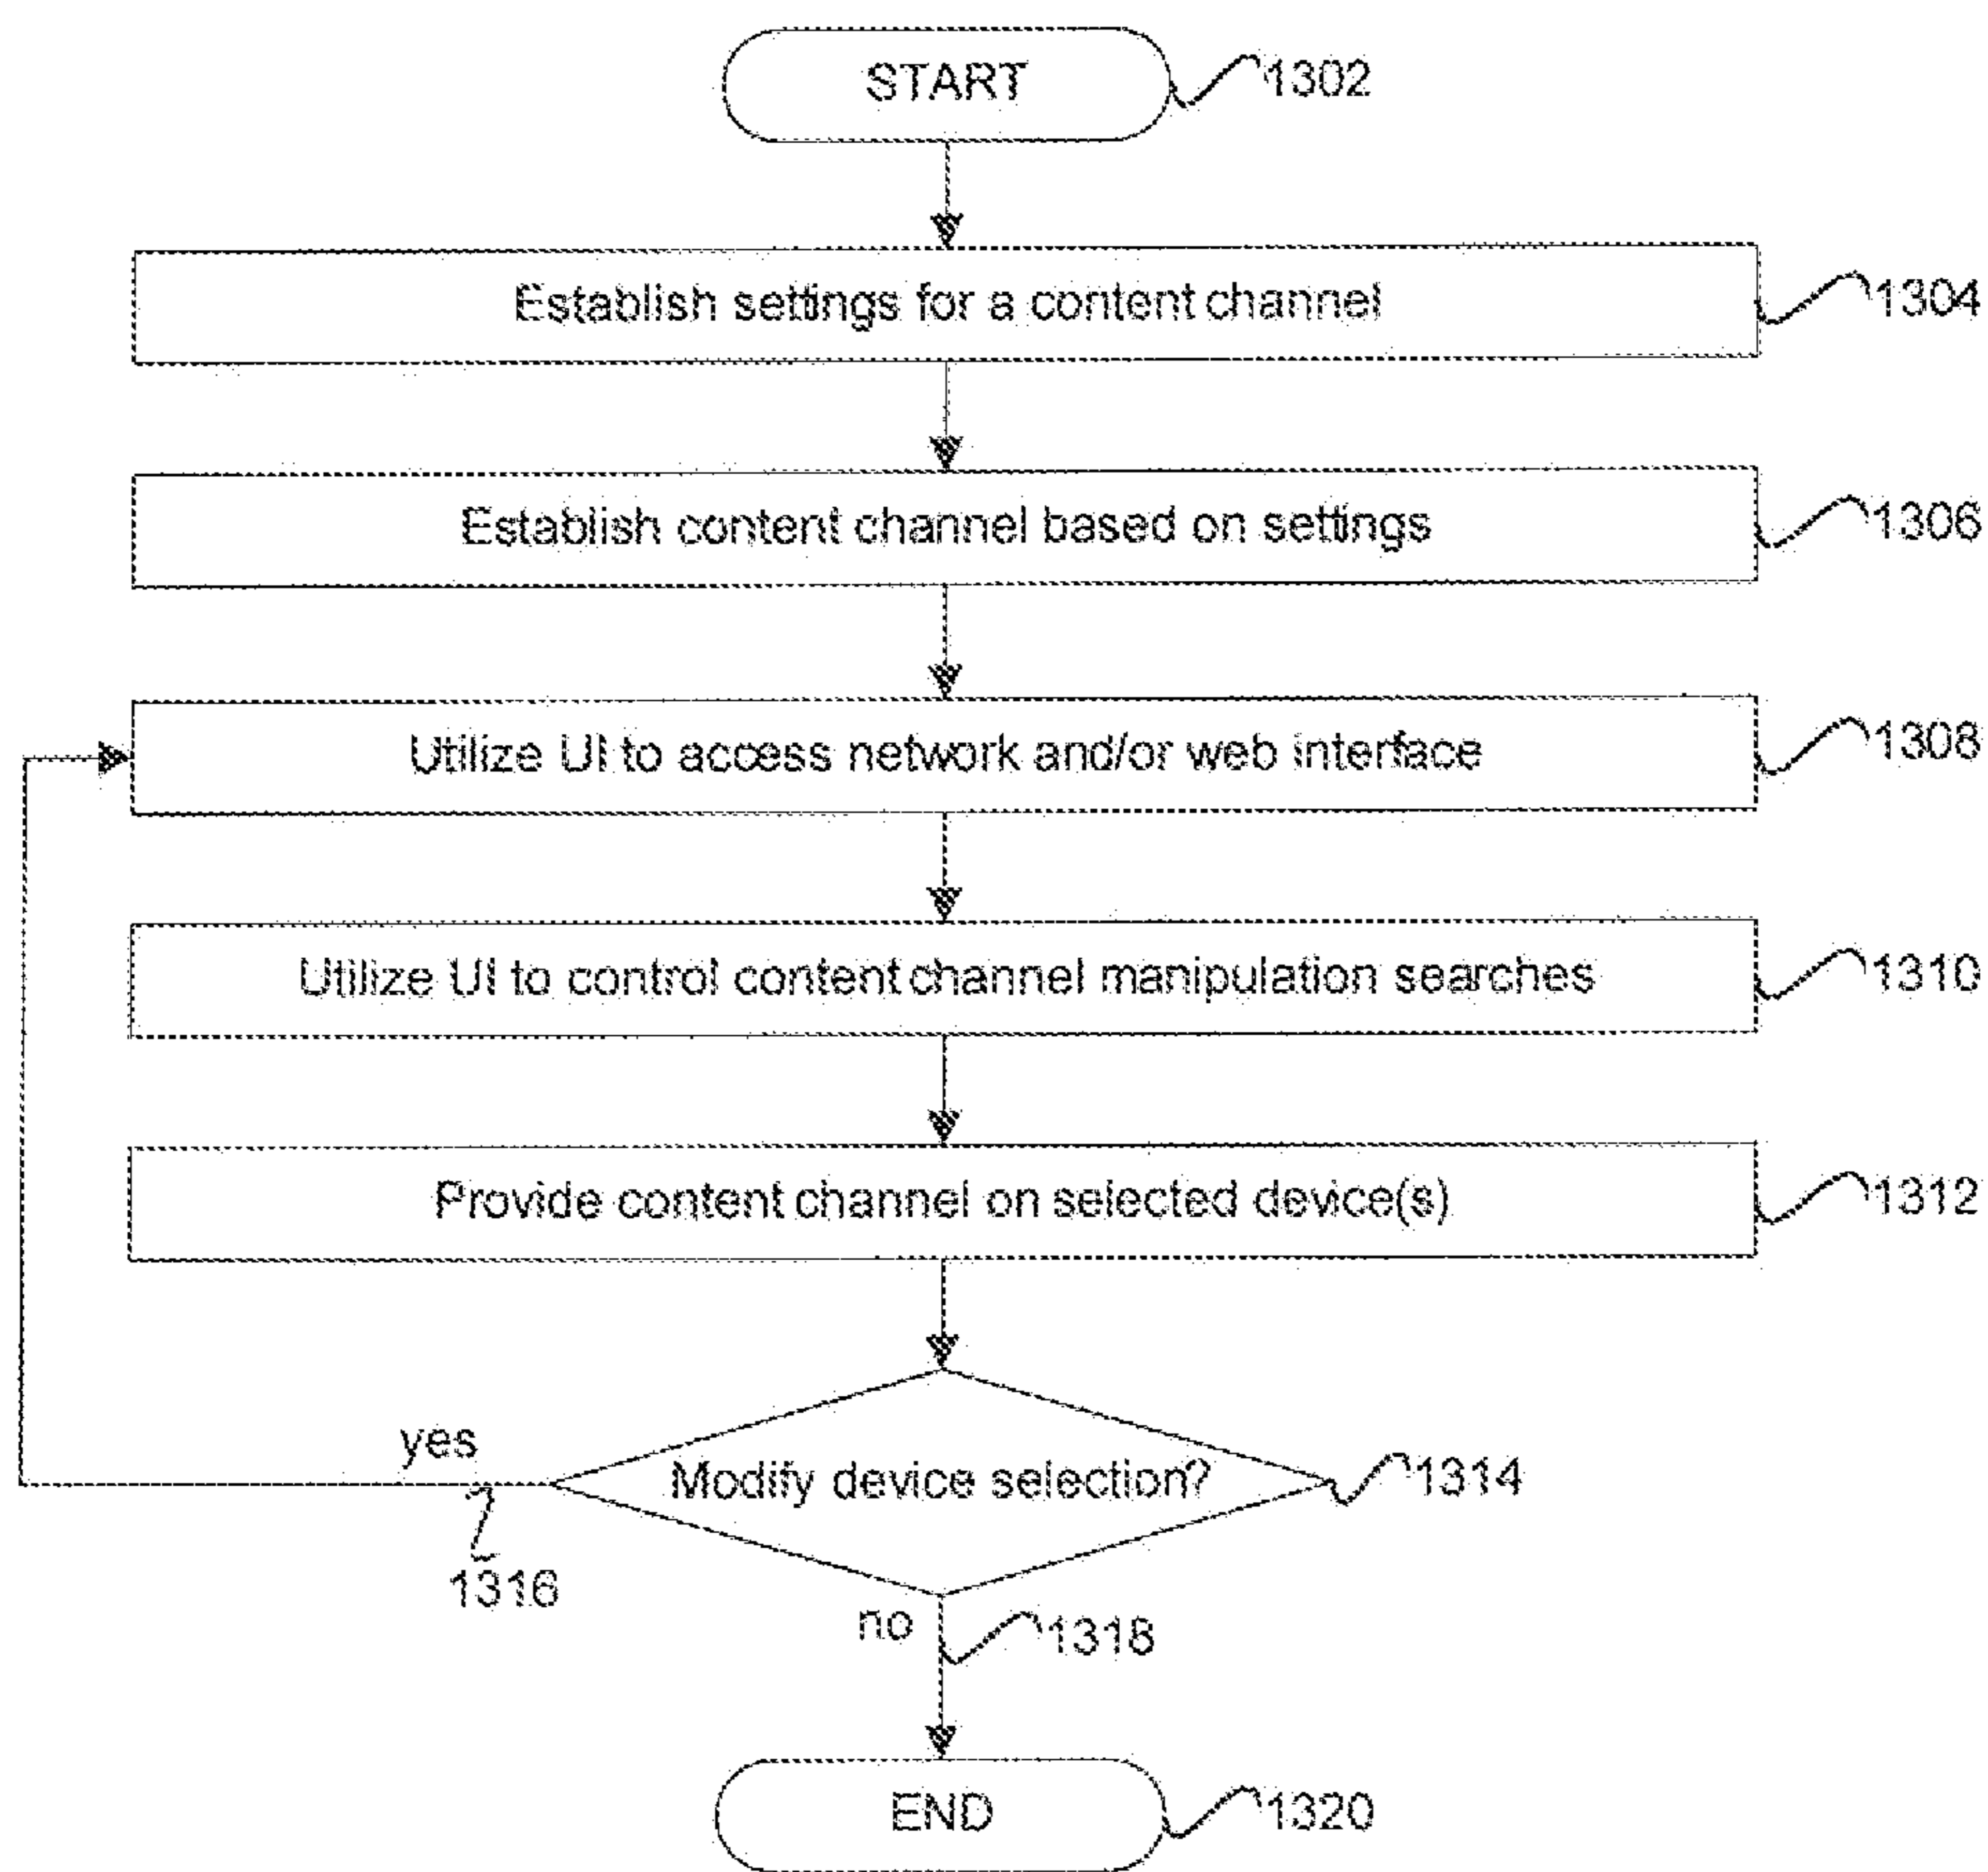 START
1302
Establish settings for a content channel
1304
Establish content channel based on settings
1306
Utilize UI to access network and/or web interface
1308
Utilize UI to control content channel manipulation searches
1310
Provide content channel on selected device(s)
1312
yes
Modify device selection?
1314
1316
no
1318
END
1320